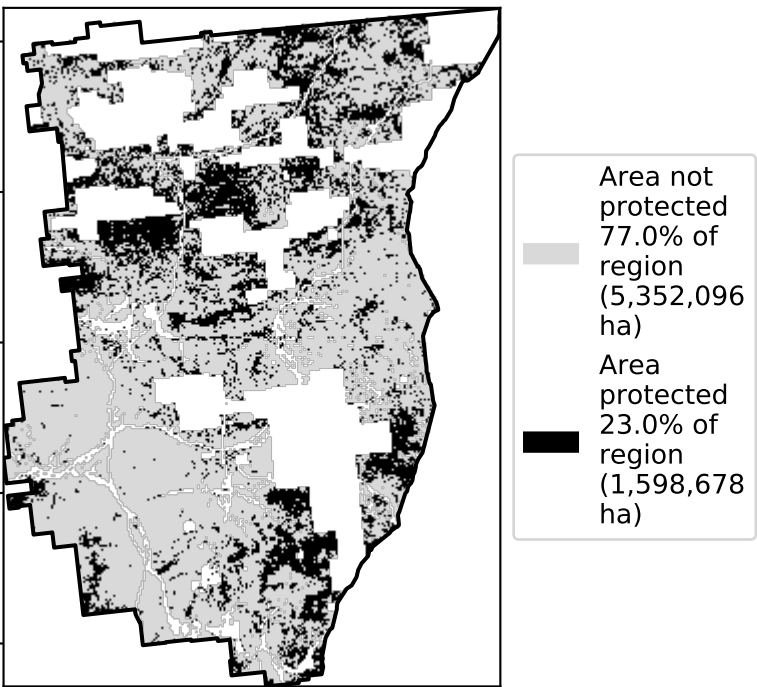 Area not
protected
77.0% of
region
(5,352,096
ha)
Area
protected
23.0% of
region
(1,598,678
ha)